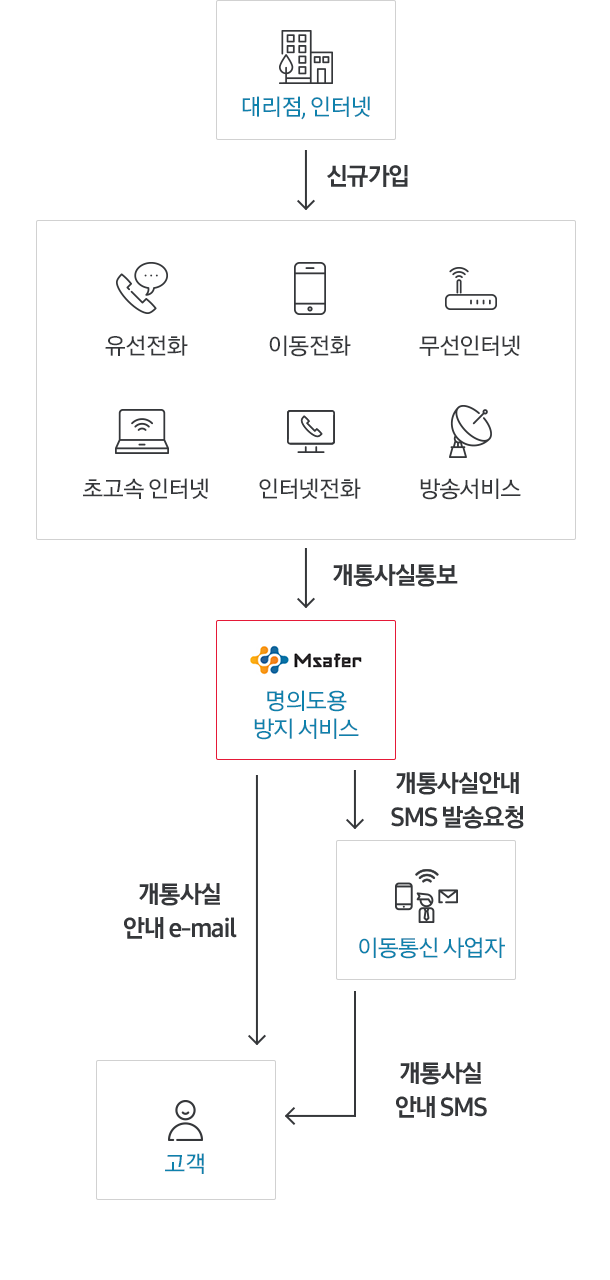 대리점, 인터넷
신규가입
유선전화
이동전화
무선인터넷
초고속 인터넷
인터넷전화
방송서비스
개통사실통보
Msafer
명의도용
방지 서비스
개통사실안내
SMS 발송요청
개통사실
안내 e-mail
이동통신 사업자
개통사실
안내 SMS
고객